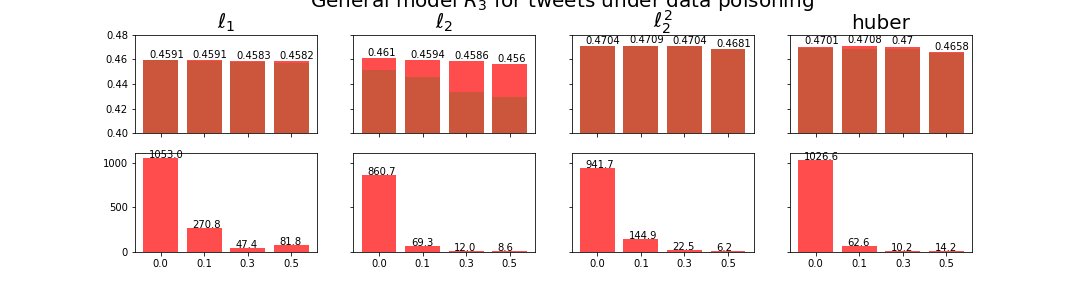 General model R₃ for tweets under data poisoning
ℓ₁ ℓ₂ ℓ₂² huber
0.48
0.46
0.44
0.42
0.40
0.4591 0.4591 0.4583 0.4582
0.461 0.4594 0.4586 0.456
0.4704 0.4709 0.4704 0.4681
0.4701 0.4708 0.47 0.4658
1000
500
0
1053.0 270.8 47.4 81.8
860.7 69.3 12.0 8.6
941.7 144.9 22.5 6.2
1026.6 62.6 10.2 14.2
0.0 0.1 0.3 0.5
0.0 0.1 0.3 0.5
0.0 0.1 0.3 0.5
0.0 0.1 0.3 0.5